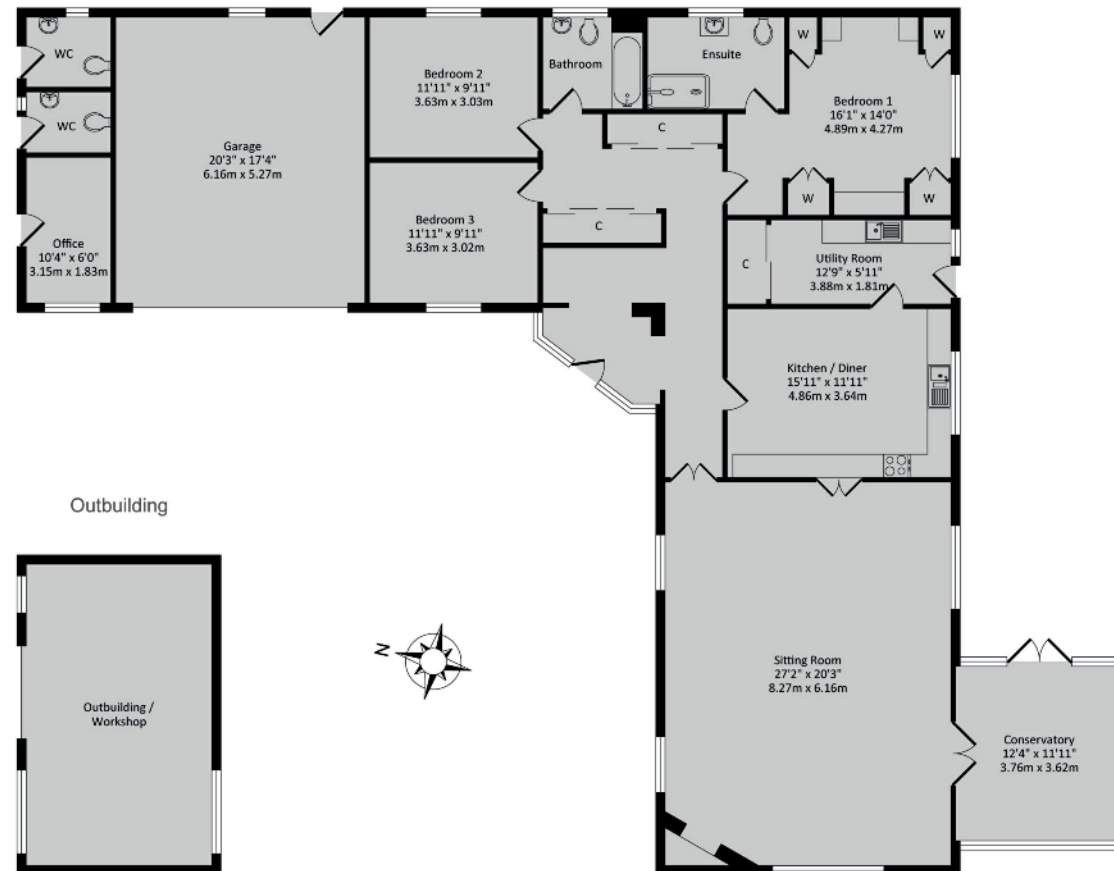 WC
WC
Office
10'4" x 6'0"
3.15m x 1.83m
Garage
20'3" x 17'4"
6.16m x 5.27m
Bedroom 2
11'11" x 9'11"
3.63m x 3.03m
Bedroom 3
11'11" x 9'11"
3.63m x 3.02m
Bathroom
Ensuite
C
C
W
W
Bedroom 1
16'1" x 14'0"
4.89m x 4.27m
W
W
C
Utility Room
12'9" x 5'11"
3.88m x 1.81m
Kitchen / Diner
15'11" x 11'11"
4.86m x 3.64m
Sitting Room
27'2" x 20'3"
8.27m x 6.16m
Conservatory
12'4" x 11'11"
3.76m x 3.62m
Outbuilding
Outbuilding /
Workshop
N